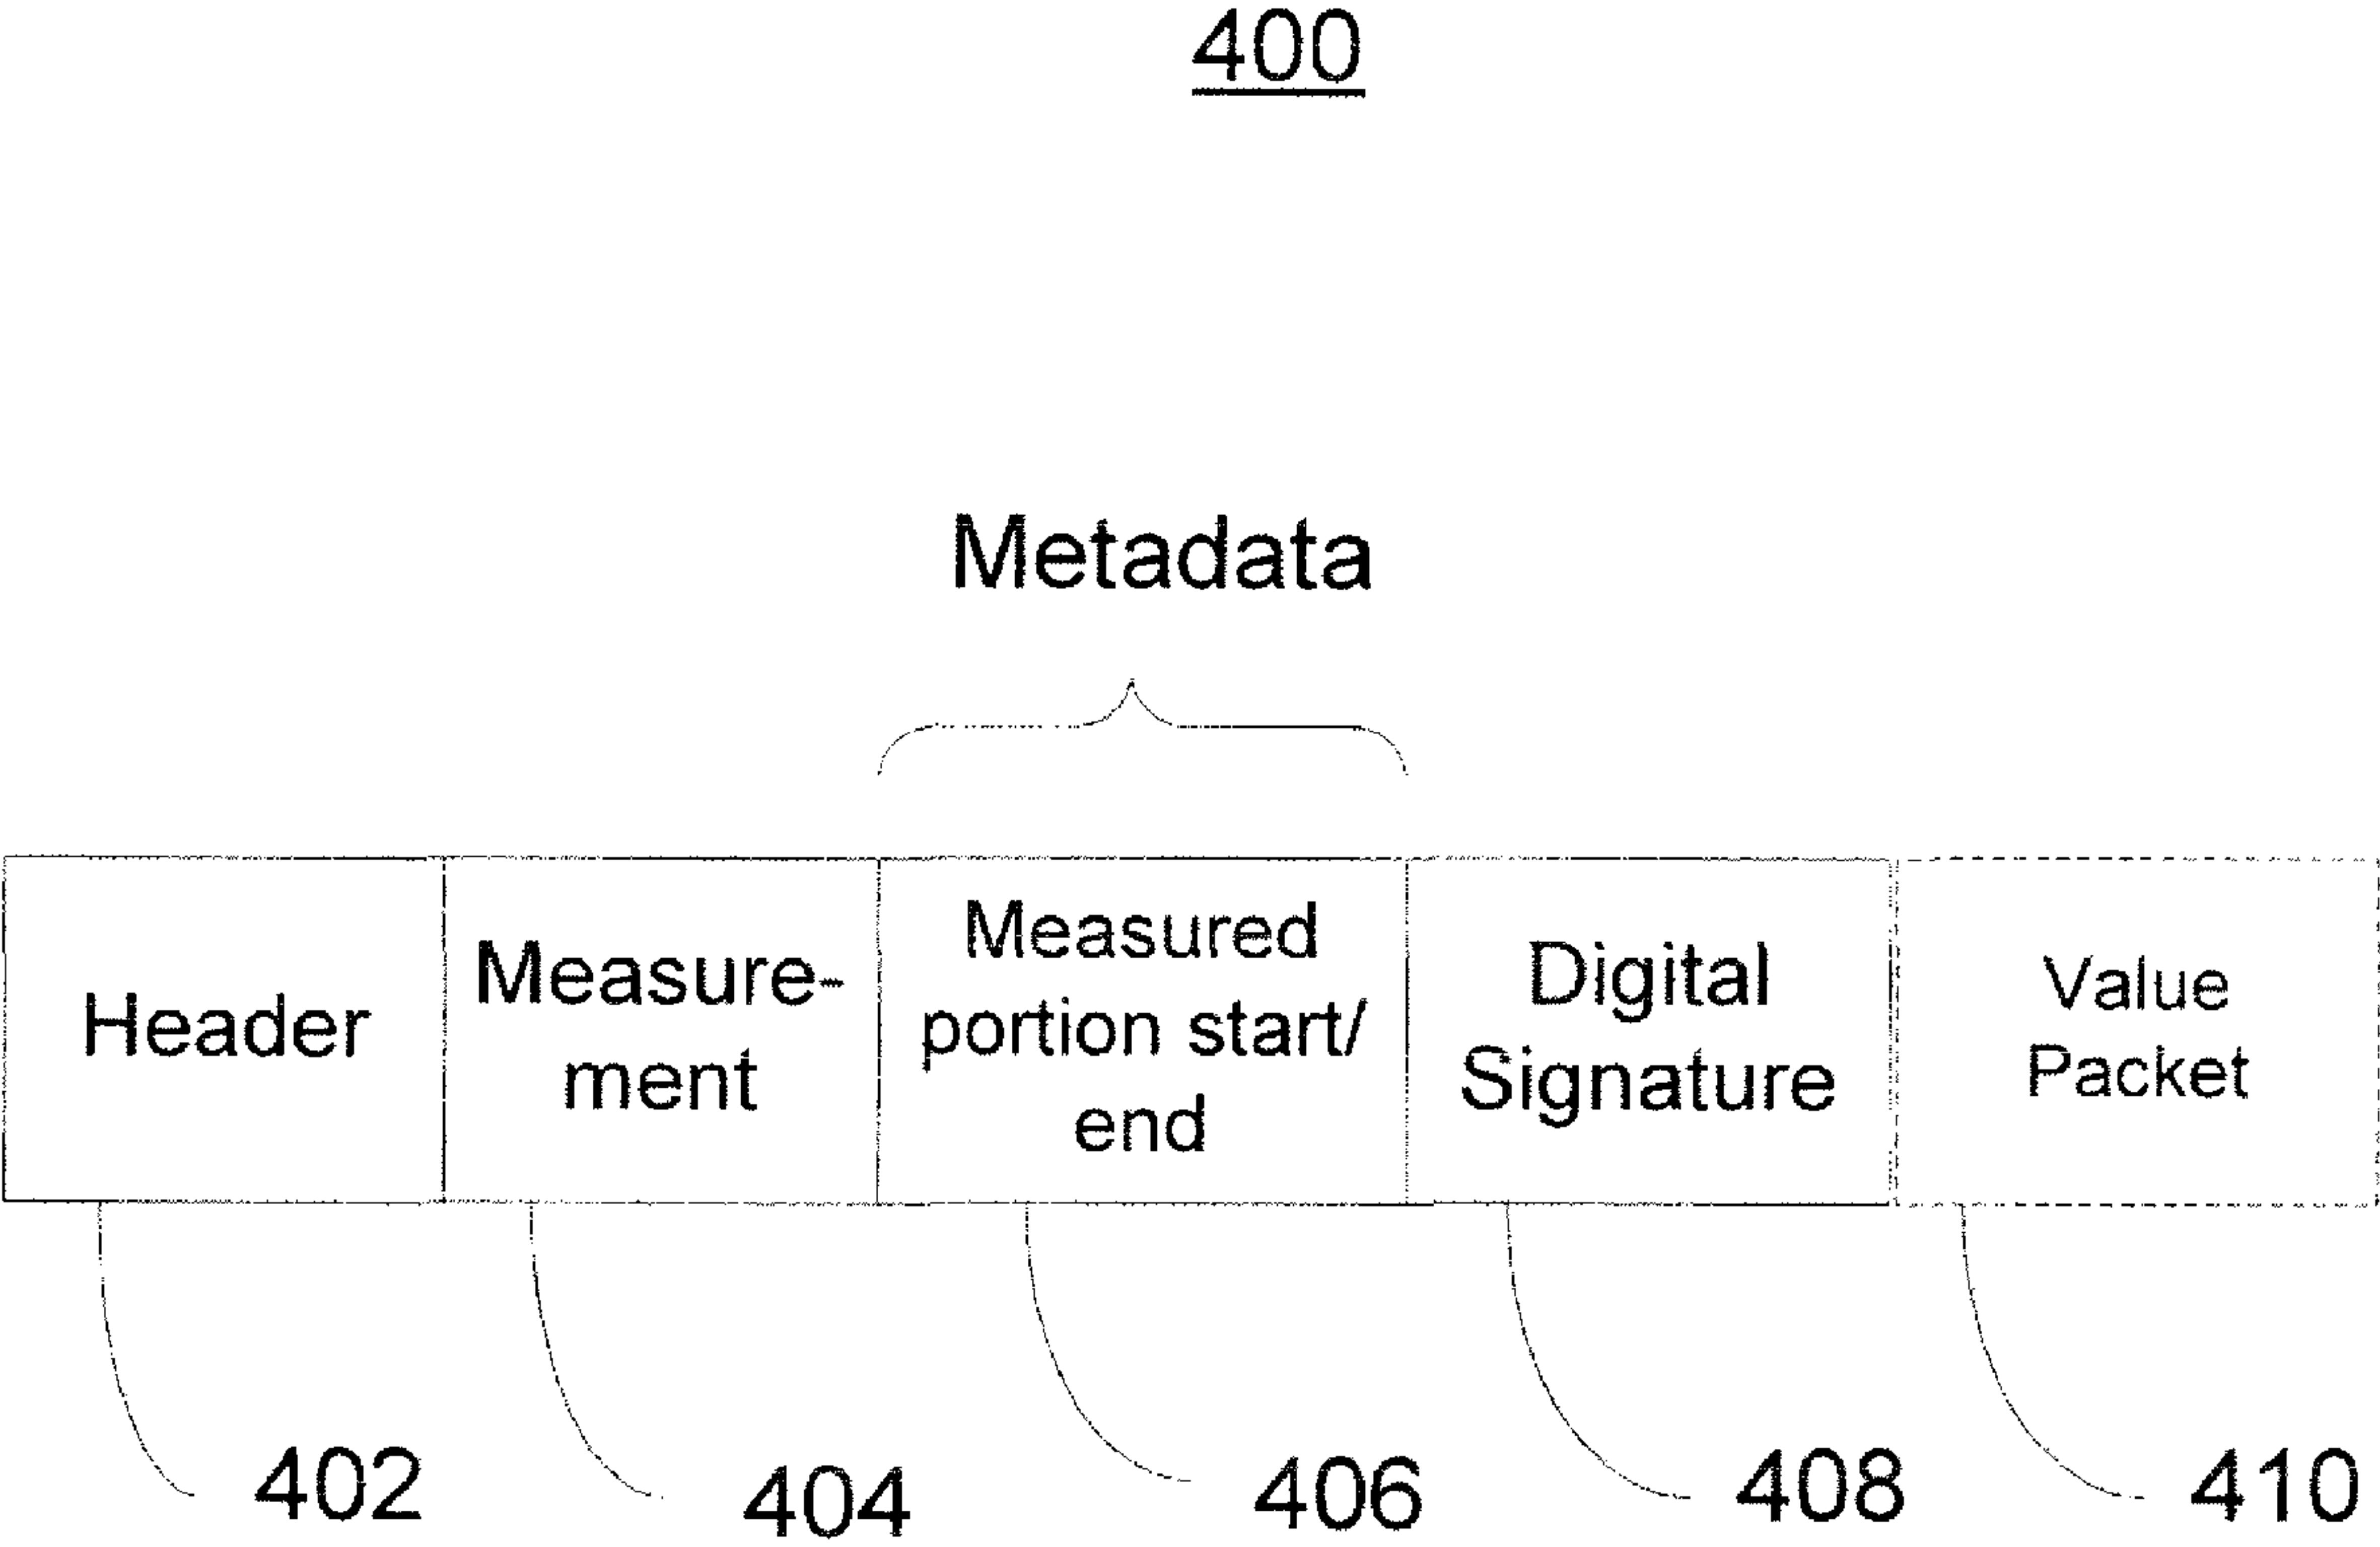 400
Metadata
Header
Measure-
ment
Measured
portion start/
end
Digital
Signature
Value
Packet
402
404
406
408
410